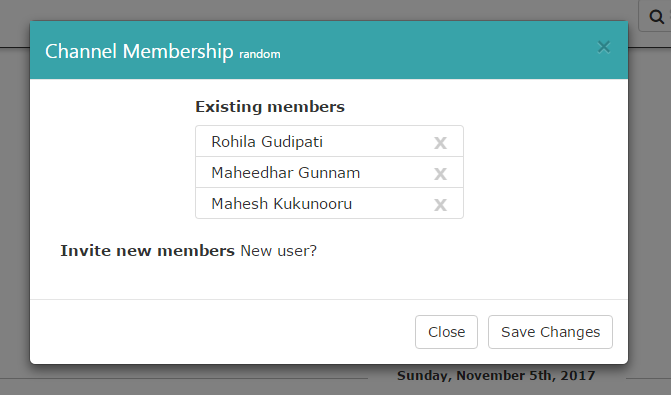 Channel Membership random
×
Existing members
Rohila Gudipati x
Maheedhar Gunnam x
Mahesh Kukunooru x
Invite new members New user?
Close Save Changes
Sunday, November 5th, 2017